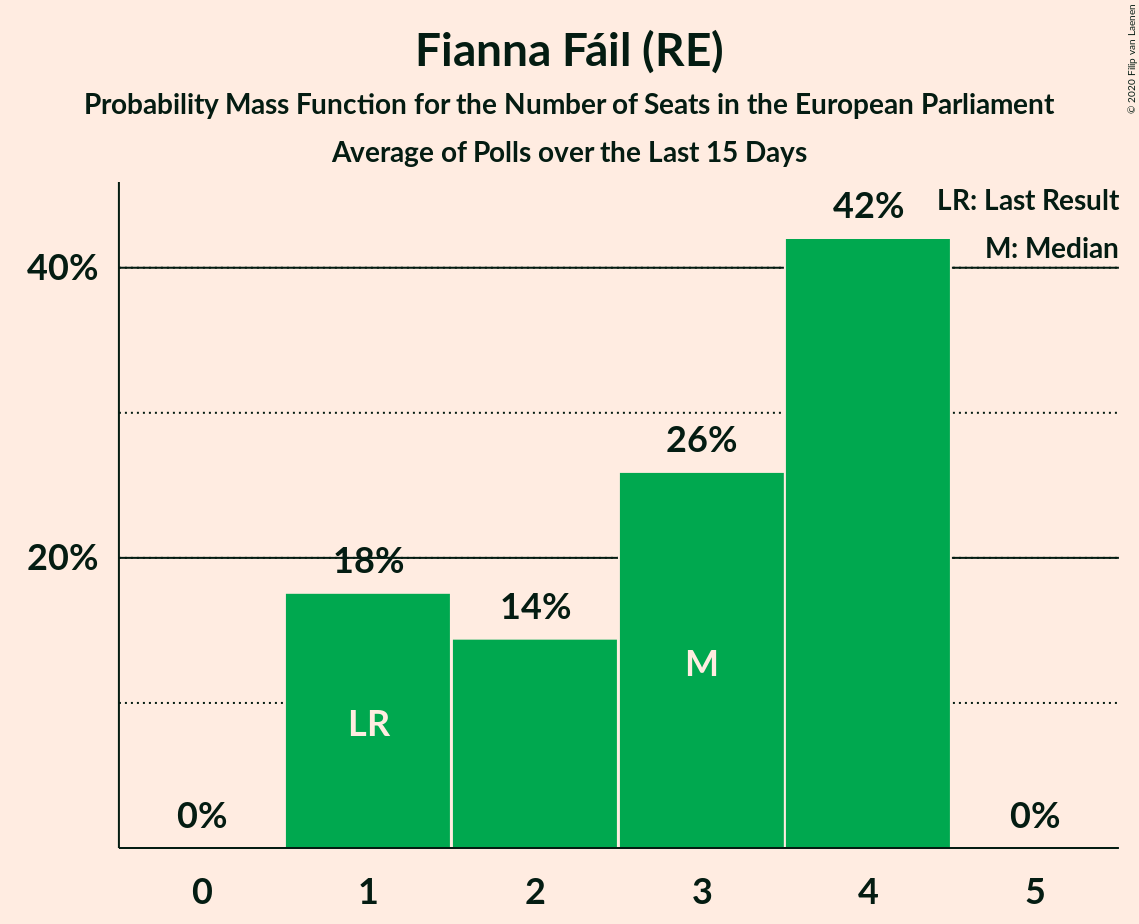 Fianna Fáil (RE)
Probability Mass Function for the Number of Seats in the European Parliament
Average of Polls over the Last 15 Days
© 2020 Filip van Laenen
LR: Last Result
M: Median
42%
40%
26%
20%
18%
14%
M
LR
0%
0%
0 1 2 3 4 5